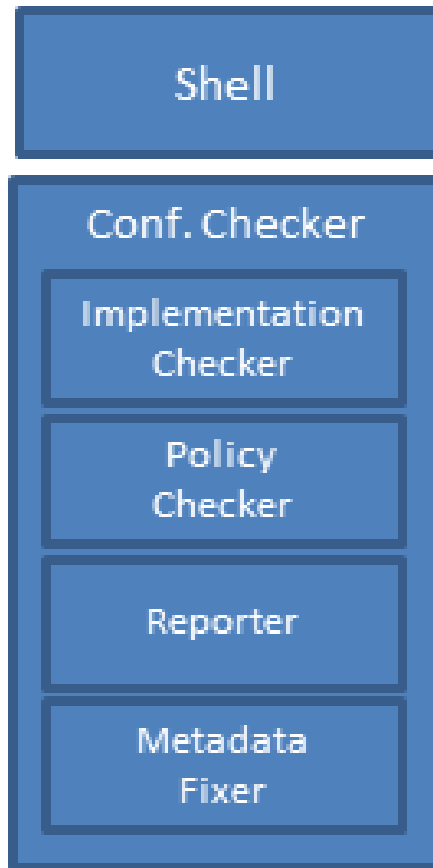 Shell
Conf. Checker
Implementation
Checker
Policy
Checker
Reporter
Metadata
Fixer